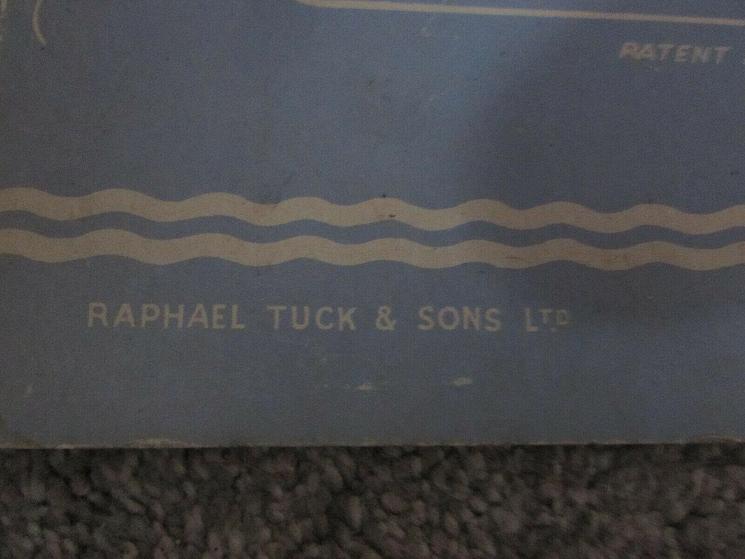 PATENT
RAPHAEL TUCK & SONS LTD